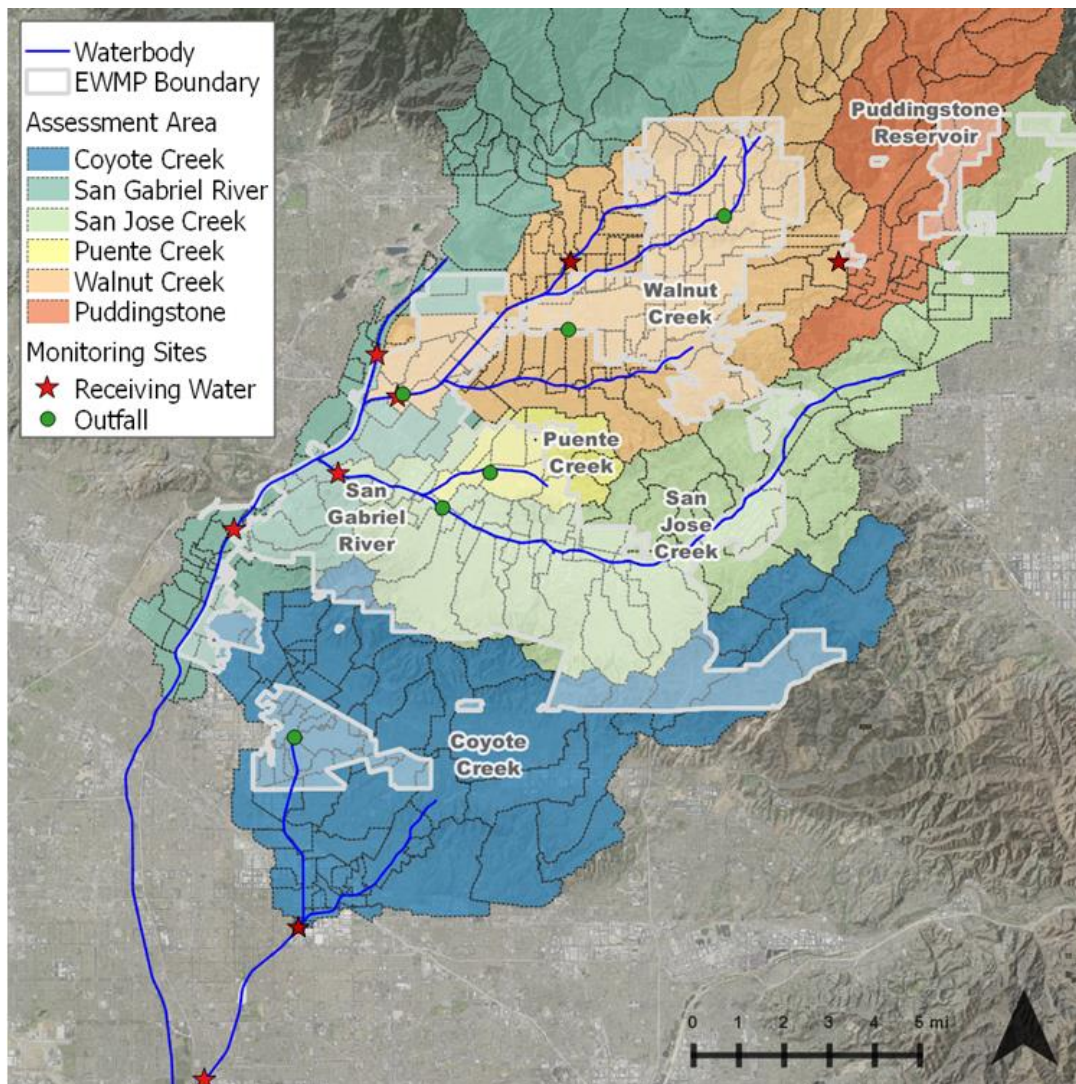 Waterbody
EWMP Boundary
Assessment Area
Coyote Creek
San Gabriel River
San Jose Creek
Puente Creek
Walnut Creek
Puddingstone
Monitoring Sites
Receiving Water
Outfall
Puddingstone
Reservoir
Walnut
Creek
Puente
Creek
San
Gabriel
River
San
Jose
Creek
Coyote
Creek
0 1 2 3 4 5 mi